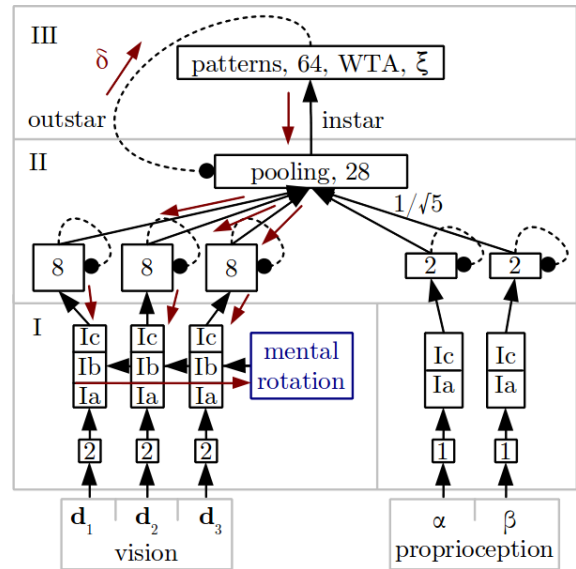 III
δ
patterns, 64, WTA, ξ
outstar
instar
II
pooling, 28
1/√5
8 8 8 2 2
I
Ic Ic Ic
Ib Ib Ib
Ia Ia Ia
mental
rotation
Ic Ic
Ia Ia
2 2 2 1 1
d₁ d₂ d₃ α β
vision
proprioception